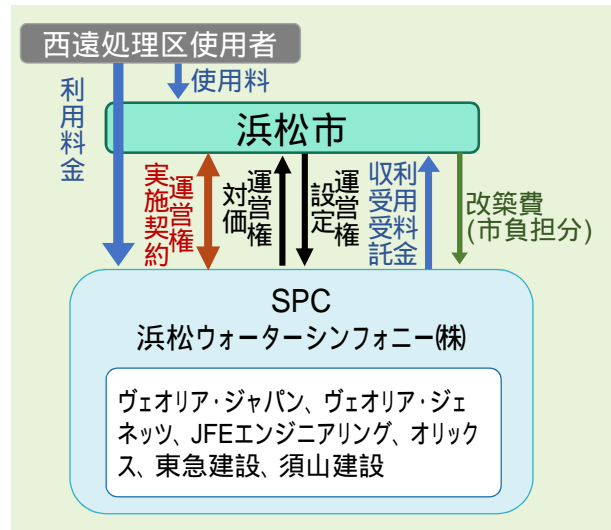 西遠処理区使用者
利用料金
使用料
浜松市
運営権
実施契約
運営権
対価
運営権
設定
利用料金
収受受託
改築費
(市負担分)
SPC
浜松ウォーターシンフォニー㈱
ヴェオリア・ジャパン、ヴェオリア・ジェ
ネッツ、JFEエンジニアリング、オリック
ス、東急建設、須山建設